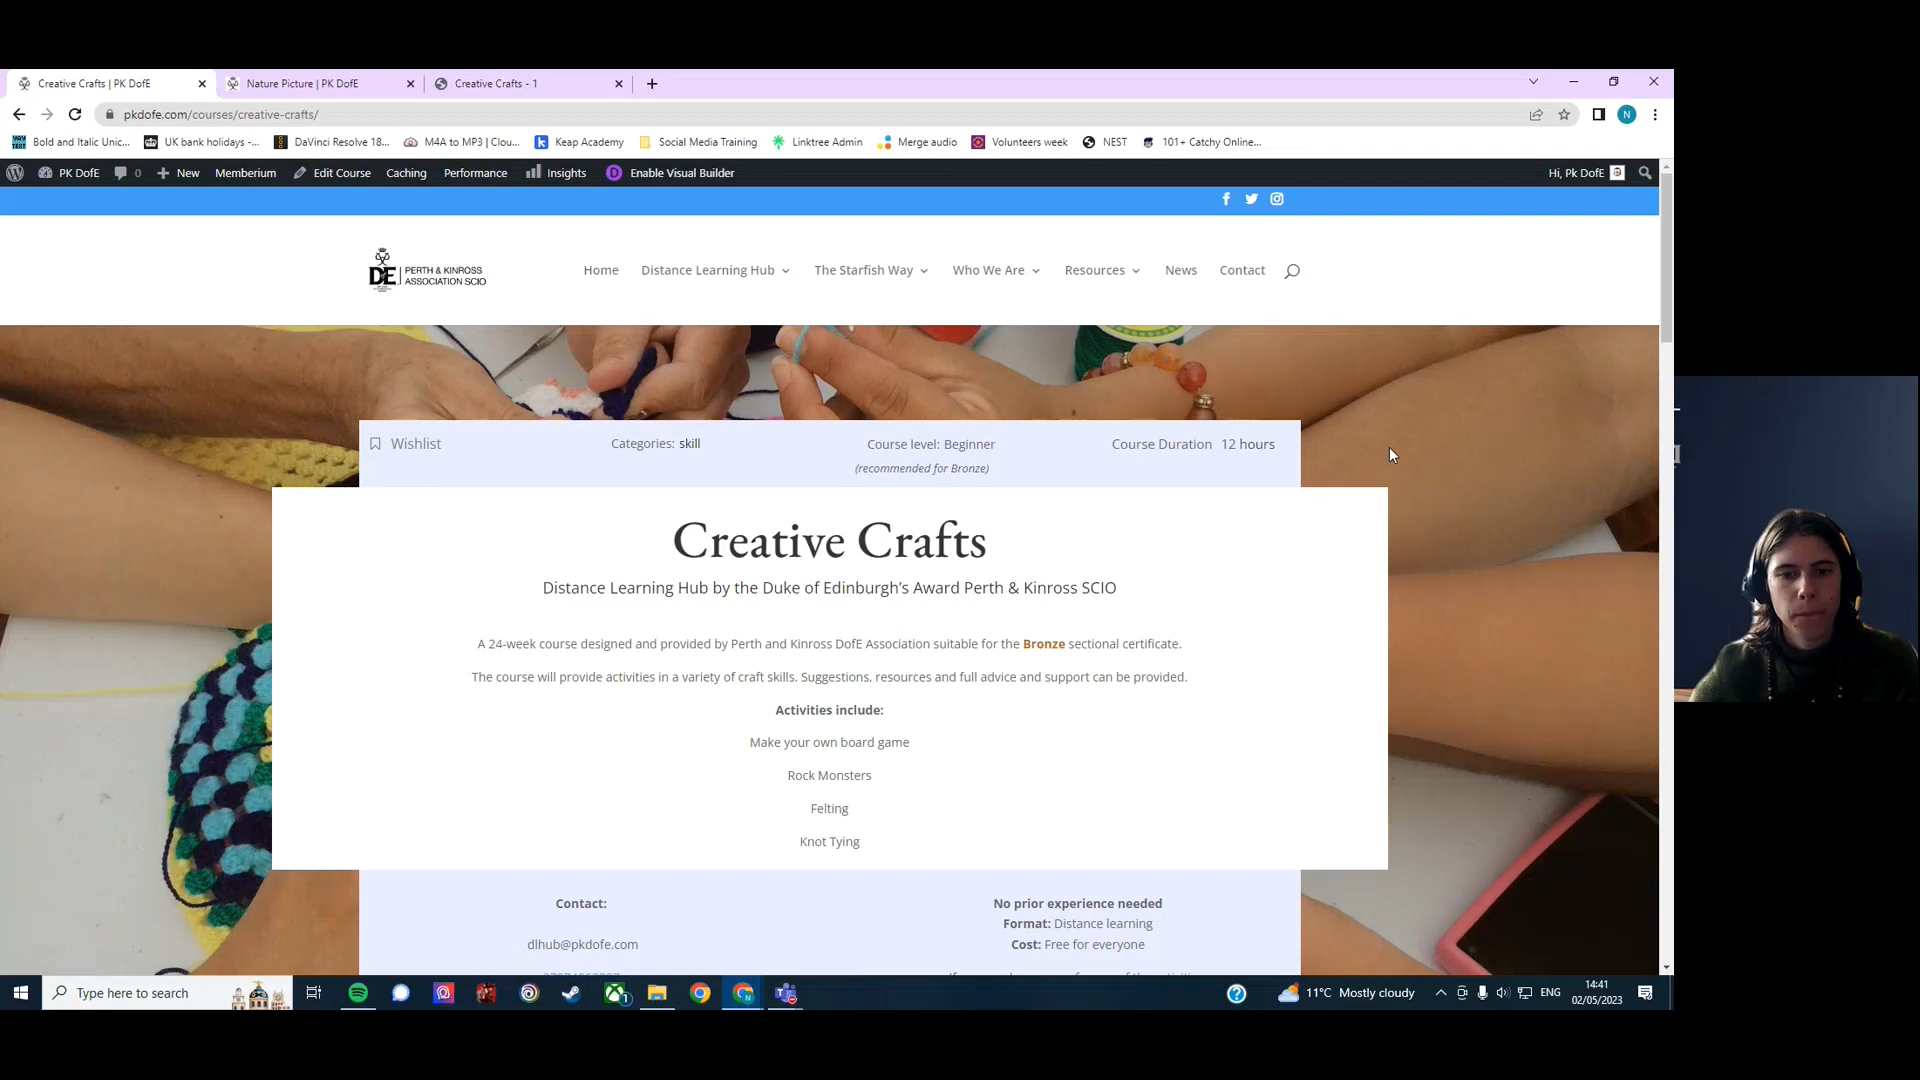 Creative Crafts | PK DofE
Nature Picture | PK DofE
Creative Crafts - 1
pkdofe.com/courses/creative-crafts/
N
Bold and Italic Unic...
UK bank holidays -...
DaVinci Resolve 18...
M4A to MP3 | Clou...
Keap Academy
Social Media Training
Linktree Admin
Merge audio
Volunteers week
NEST
101+ Catchy Online...
PK DofE
0
New
Memberium
Edit Course
Caching
Performance
Insights
D Enable Visual Builder
Hi, Pk DofE
DE PERTH & KINROSS
ASSOCIATION SCIO
Home
Distance Learning Hub
The Starfish Way
Who We Are
Resources
News
Contact
Wishlist
Categories: skill
Course level: Beginner
(recommended for Bronze)
Course Duration 12 hours
Creative Crafts
Distance Learning Hub by the Duke of Edinburgh's Award Perth & Kinross SCIO
A 24-week course designed and provided by Perth and Kinross DofE Association suitable for the Bronze sectional certificate.
The course will provide activities in a variety of craft skills. Suggestions, resources and full advice and support can be provided.
Activities include:
Make your own board game
Rock Monsters
Felting
Knot Tying
Contact:
dlhub@pkdofe.com
No prior experience needed
Format: Distance learning
Cost: Free for everyone
Type here to search
11°C Mostly cloudy
ENG
14:41
02/05/2023